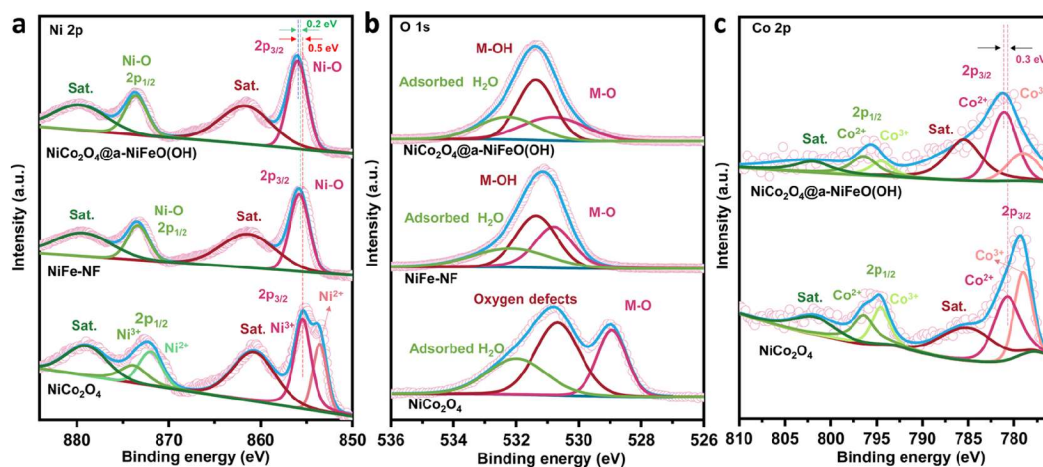 a
Ni 2p
0.2 eV
0.5 eV
2p3/2
Ni-O
Ni-O
2p1/2
Sat.
Sat.
NiCo2O4@a-NiFeO(OH)
2p3/2
Ni-O
Ni-O
2p1/2
Sat.
Sat.
NiFe-NF
2p3/2
Ni2+
2p1/2
Sat.
Ni3+
Sat.
Ni3+
Ni2+
NiCo2O4
Intensity (a.u.)
880
870
860
850
Binding energy (eV)
b
O 1s
M-OH
Adsorbed H2O
M-O
NiCo2O4@a-NiFeO(OH)
M-OH
Adsorbed H2O
M-O
NiFe-NF
Oxygen defects
M-O
Adsorbed H2O
NiCo2O4
Intensity (a.u.)
536
534
532
530
528
526
Binding energy (eV)
c
Co 2p
0.3 eV
2p3/2
Co2+
2p1/2
Co2+
Co3+
Sat.
Sat.
NiCo2O4@a-NiFeO(OH)
2p3/2
Co3+
2p1/2
Co2+
Sat.
Co2+
Co3+
Sat.
NiCo2O4
Intensity (a.u.)
810
805
800
795
790
785
780
Binding energy (eV)